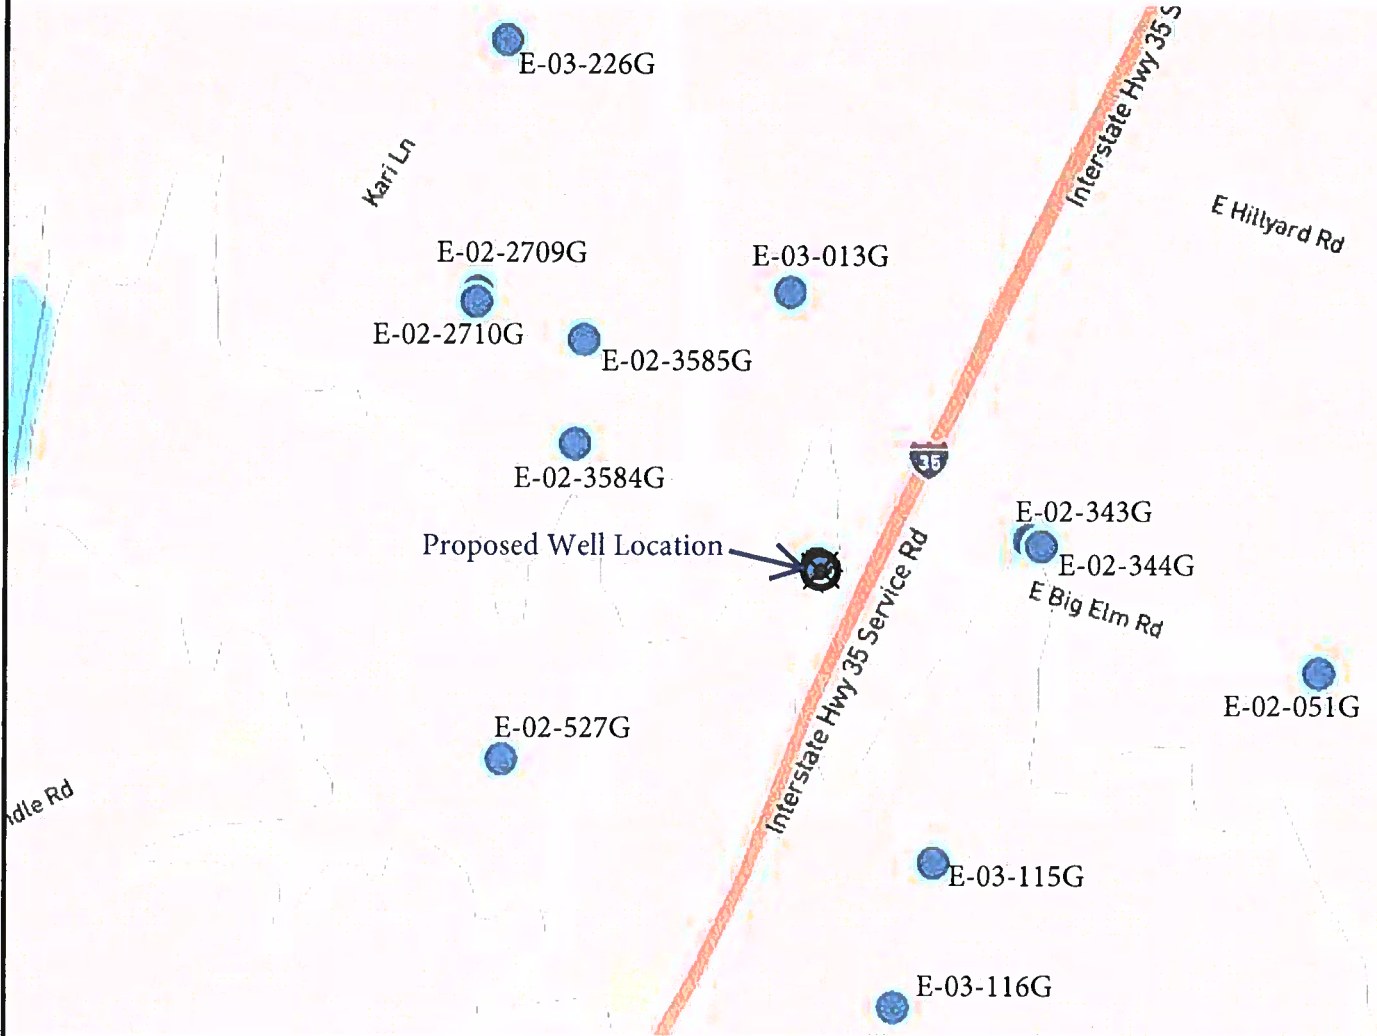 Interstate Hwy 35 S
E-03-226G
Kari Ln
E Hillyard Rd
E-02-2709G
E-03-013G
E-02-2710G
E-02-3585G
35
E-02-3584G
E-02-343G
Proposed Well Location
E-02-344G
Interstate Hwy 35 Service Rd
E Big Elm Rd
E-02-051G
E-02-527G
ndle Rd
E-03-115G
E-03-116G